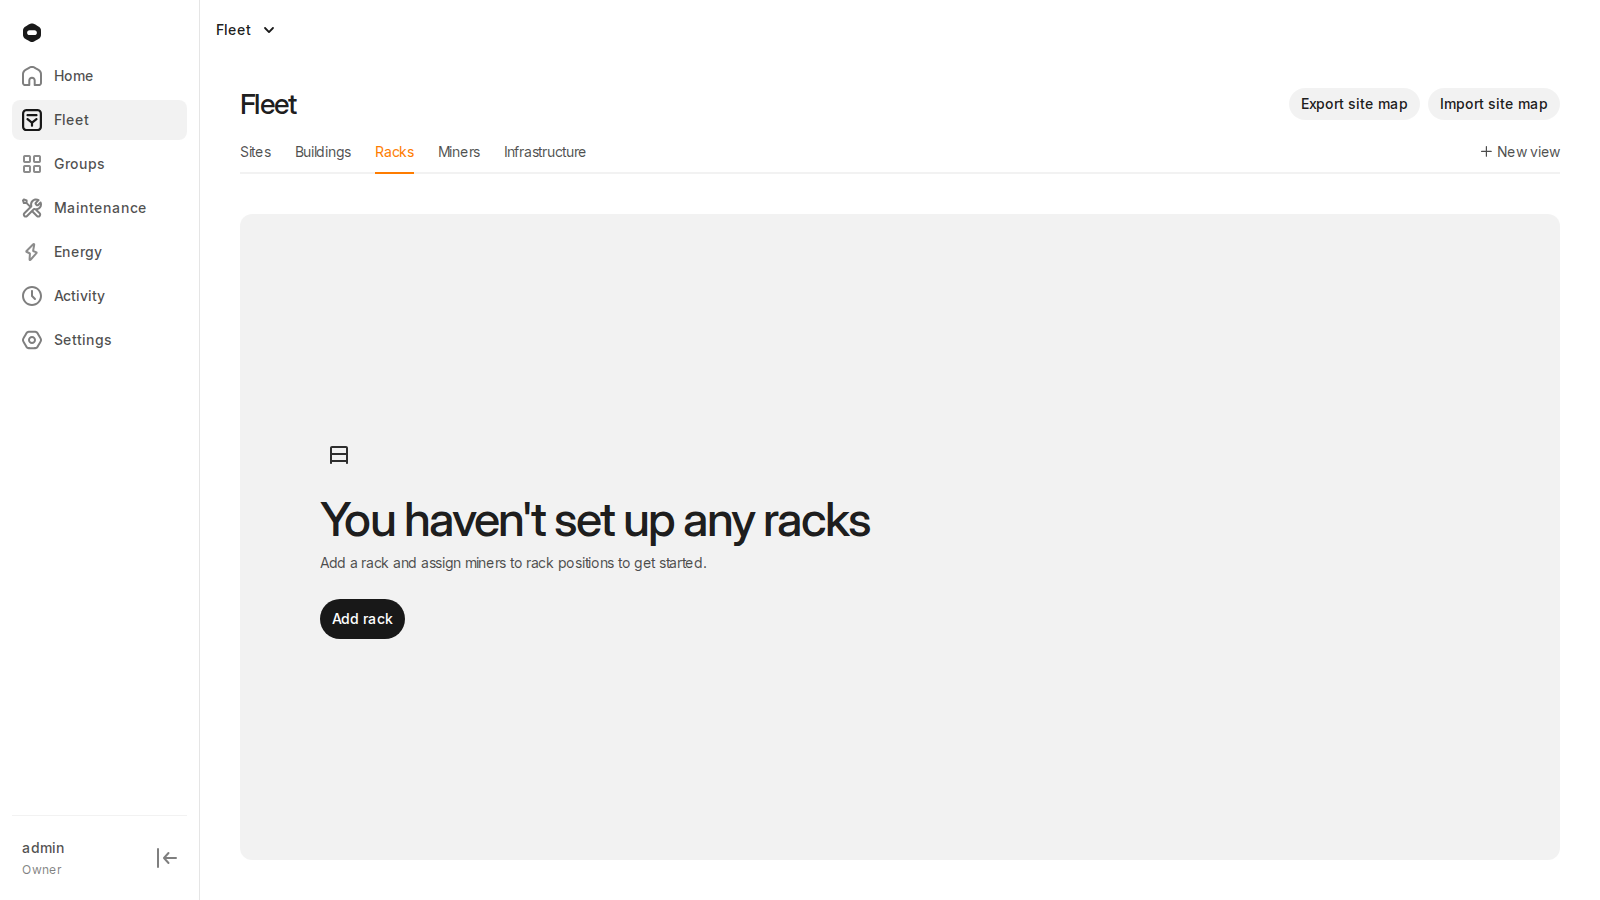 Fleet
Home
Fleet
Groups
Maintenance
Energy
Activity
Settings
admin
Owner
Fleet
Export site map
Import site map
Sites
Buildings
Racks
Miners
Infrastructure
New view
You haven't set up any racks
Add a rack and assign miners to rack positions to get started.
Add rack